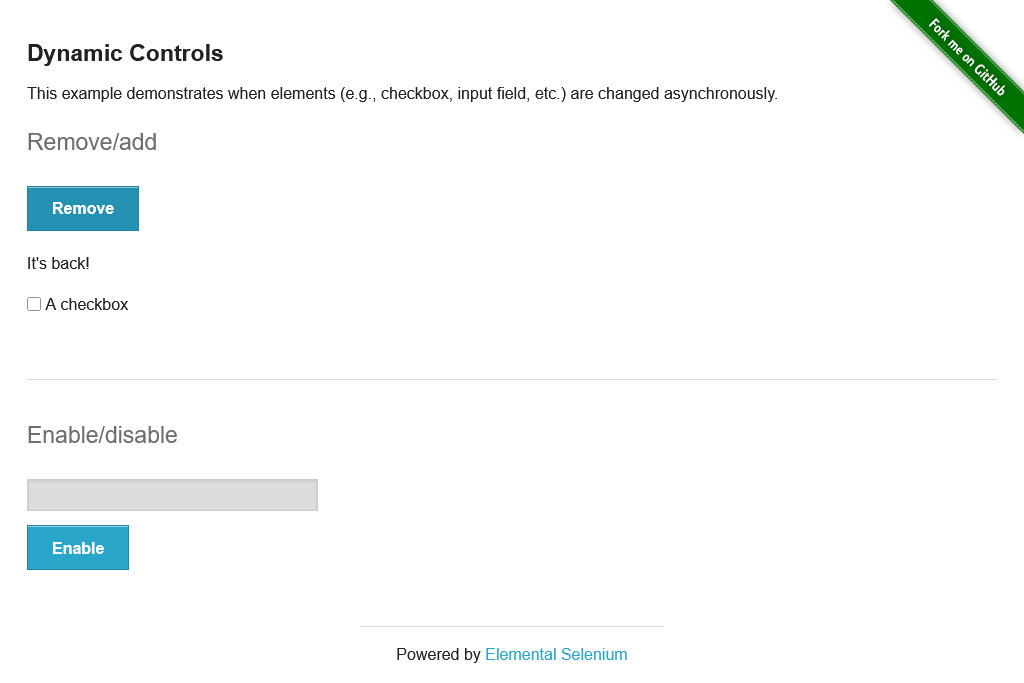 Fork me on GitHub
Dynamic Controls
This example demonstrates when elements (e.g., checkbox, input field, etc.) are changed asynchronously.
Remove/add
Remove
It's back!
A checkbox
Enable/disable
Enable
Powered by Elemental Selenium